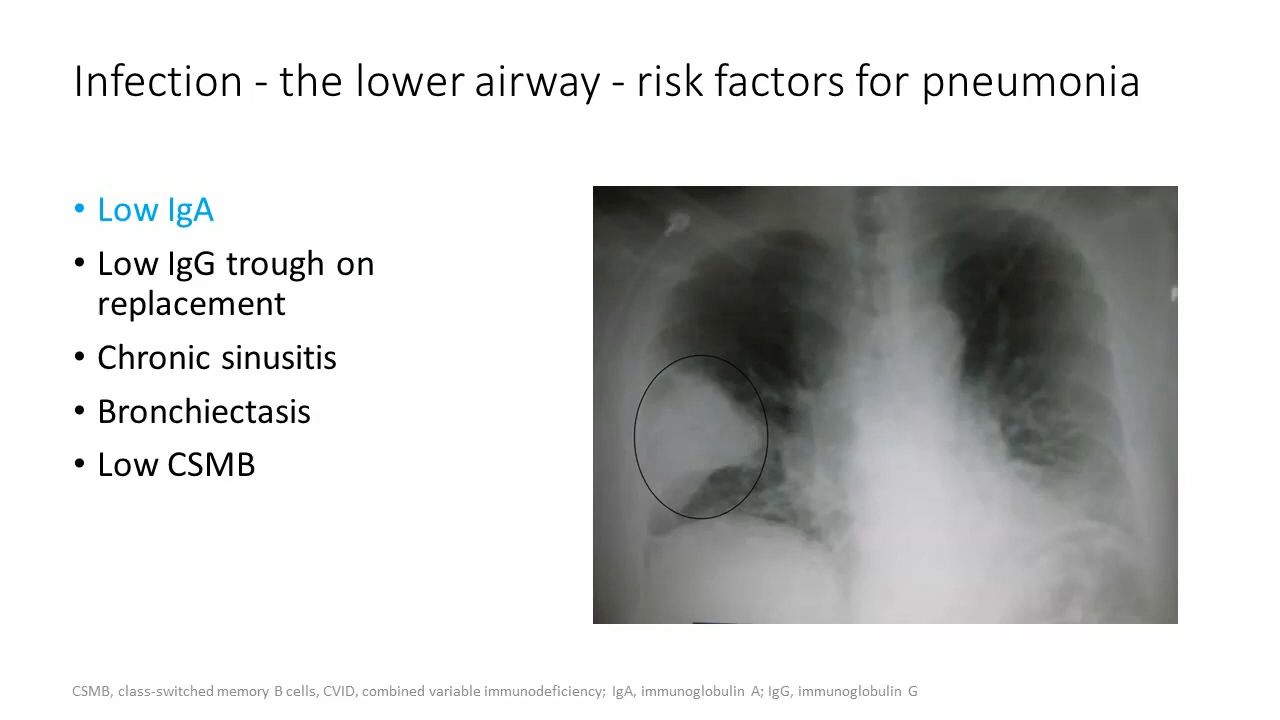 Infection - the lower airway - risk factors for pneumonia
• Low IgA
• Low IgG trough on
replacement
• Chronic sinusitis
• Bronchiectasis
• Low CSMB
CSMB, class-switched memory B cells, CVID, combined variable immunodeficiency; IgA, immunoglobulin A; IgG, immunoglobulin G